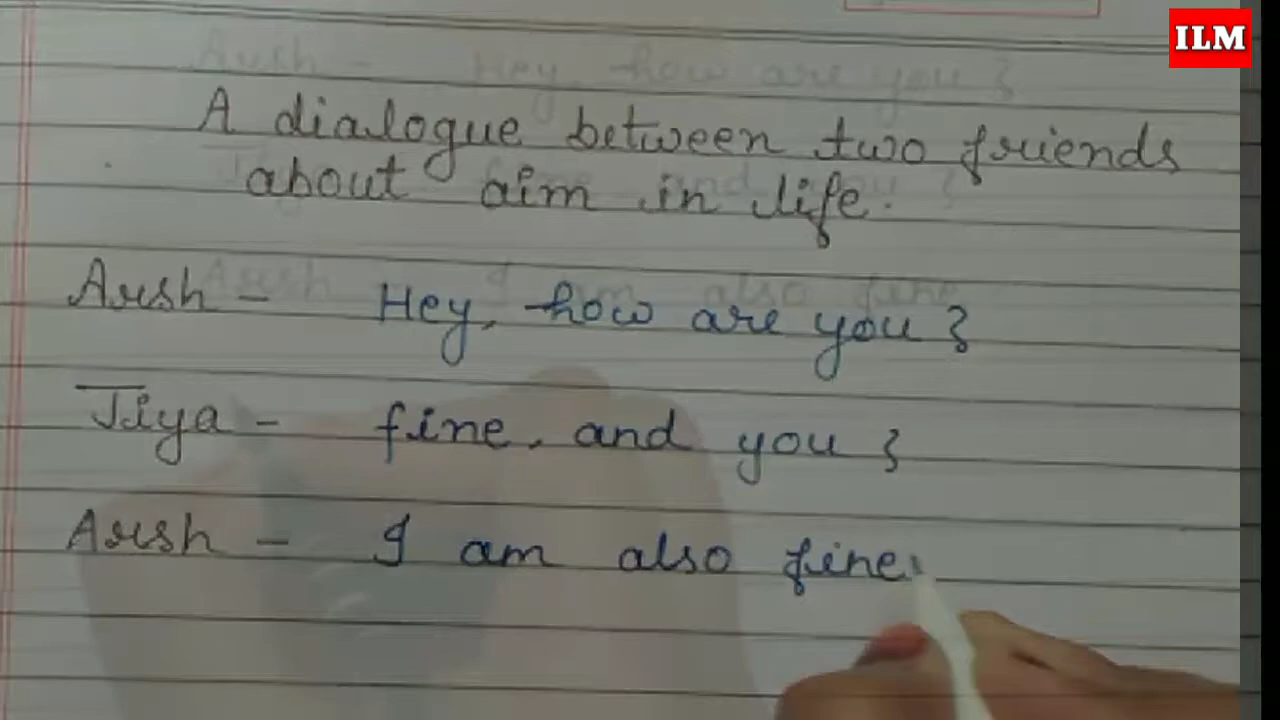 ILM
A dialogue between two friends
about aim in life.
Arsh - Hey, how are you?
Jiya - fine, and you?
Arsh - I am also fine.